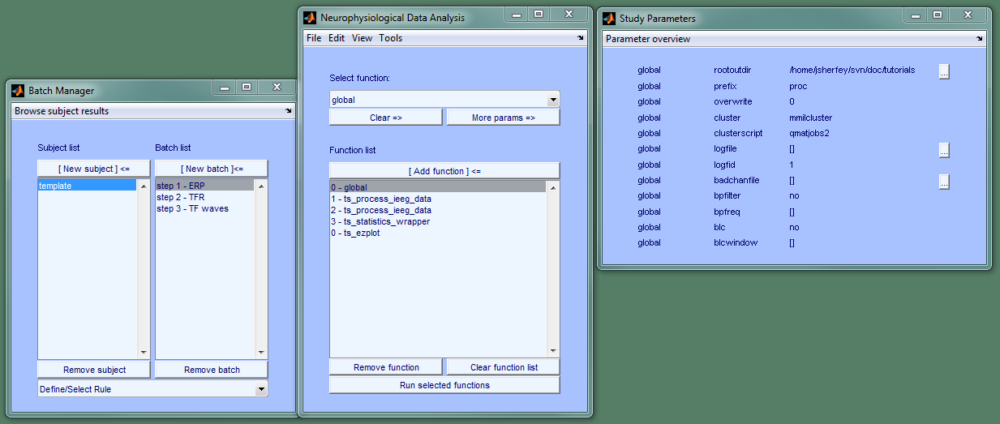 Batch Manager
Browse subject results
Subject list
Batch list
[ New subject ] <=
[ New batch ]<=
template
step 1 - ERP
step 2 - TFR
step 3 - TF waves
Remove subject
Remove batch
Define/Select Rule
Neurophysiological Data Analysis
File Edit View Tools
Select function:
global
Clear =>
More params =>
Function list
[ Add function ] <=
0 - global
1 - ts_process_ieeg_data
2 - ts_process_ieeg_data
3 - ts_statistics_wrapper
0 - ts_ezplot
Remove function
Clear function list
Run selected functions
Study Parameters
Parameter overview
global rootoutdir /home/jsherfey/svn/doc/tutorials ...
global prefix proc
global overwrite 0
global cluster mmilcluster
global clusterscript qmatjobs2
global logfile [] ...
global logfid 1
global badchanfile [] ...
global bpfilter no
global bpfreq []
global blc no
global blcwindow []